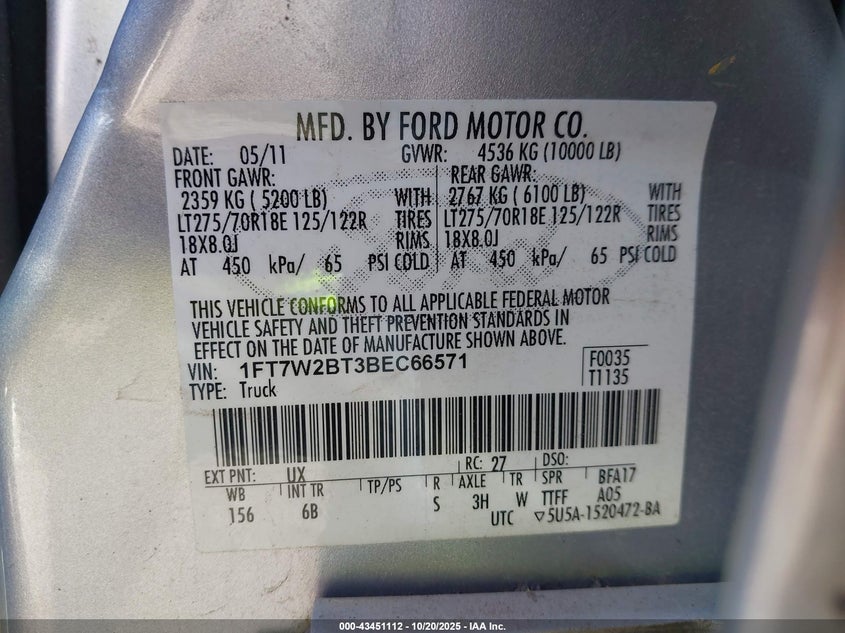 MFD. BY FORD MOTOR CO.
DATE: 05/11 GVWR: 4536 KG (10000 LB)
FRONT GAWR: REAR GAWR:
2359 KG ( 5200 LB) WITH 2767 KG ( 6100 LB) WITH
LT275/70R18E 125/122R TIRES LT275/70R18E 125/122R TIRES
18X8.0J RIMS 18X8.0J RIMS
AT 450 kPa/ 65 PSI COLD AT 450 kPa/ 65 PSI COLD
THIS VEHICLE CONFORMS TO ALL APPLICABLE FEDERAL MOTOR
VEHICLE SAFETY AND THEFT PREVENTION STANDARDS IN
EFFECT ON THE DATE OF MANUFACTURE SHOWN ABOVE.
VIN: 1FT7W2BT3BEC66571 F0035
TYPE: Truck T1135
EXT PNT: UX RC: 27 DSO:
WB INT TR TP/PS R AXLE TR SPR BFA17
156 6B S 3H W TTFF A05
UTC ▽5U5A-1520472-BA
000-43451112 - 10/20/2025 - IAA Inc.